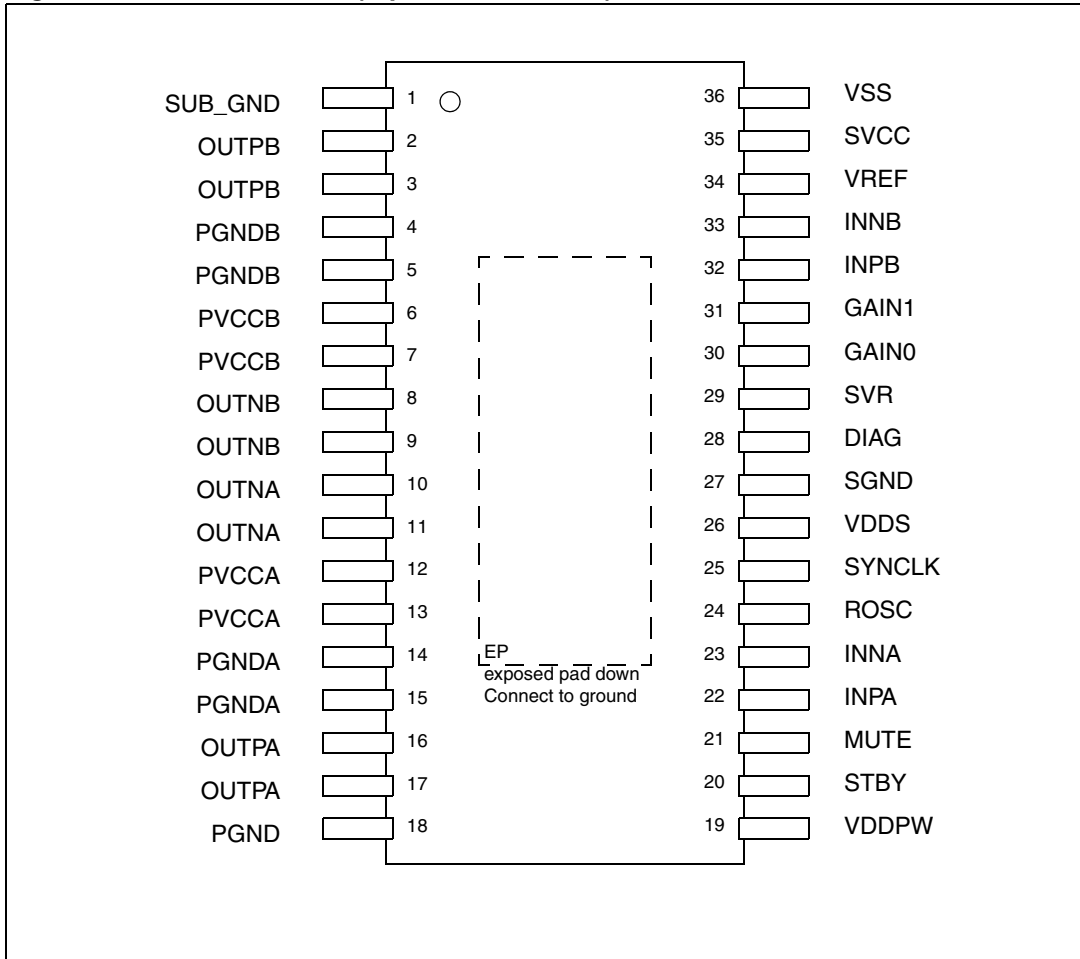 SUB_GND 1 36 VSS
OUTPB 2 35 SVCC
OUTPB 3 34 VREF
PGNDB 4 33 INNB
PGNDB 5 32 INPB
PVCCB 6 31 GAIN1
PVCCB 7 30 GAIN0
OUTNB 8 29 SVR
OUTNB 9 28 DIAG
OUTNA 10 27 SGND
OUTNA 11 26 VDDS
PVCCA 12 25 SYNCLK
PVCCA 13 24 ROSC
PGNDA 14 23 INNA
PGNDA 15 22 INPA
OUTPA 16 21 MUTE
OUTPA 17 20 STBY
PGND 18 19 VDDPW
EP
exposed pad down
Connect to ground